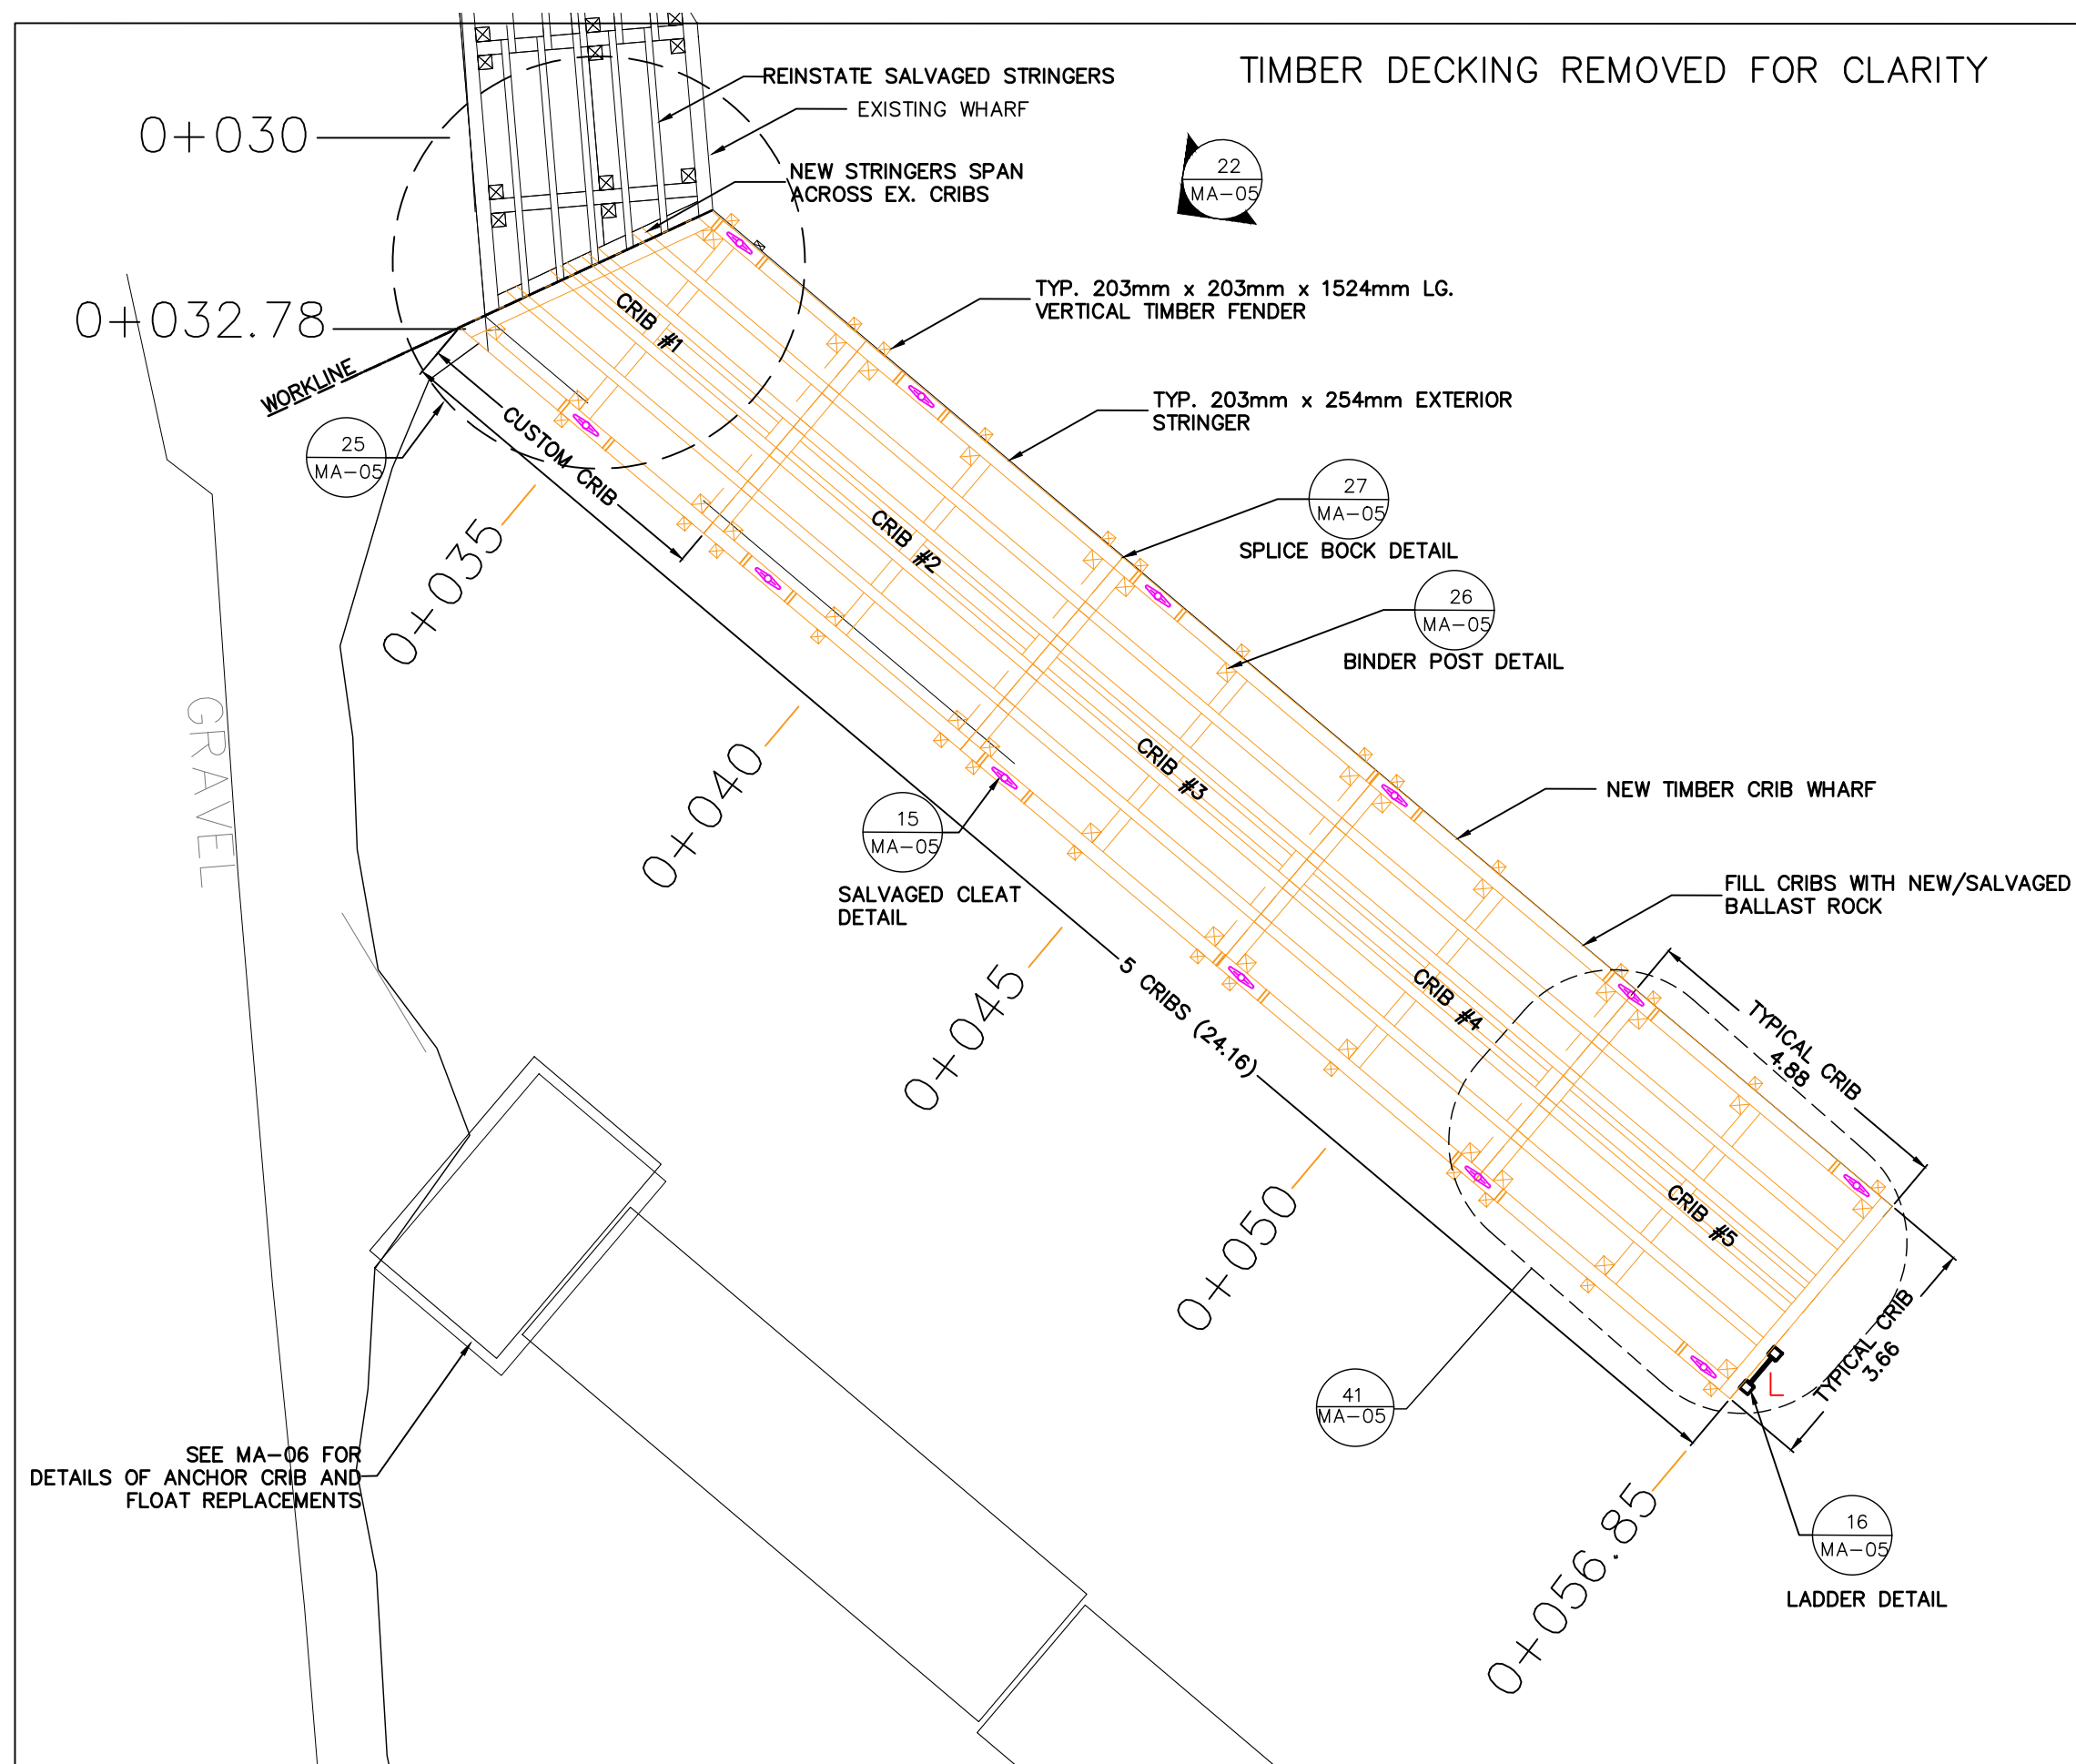 TIMBER DECKING REMOVED FOR CLARITY
REINSTATE SALVAGED STRINGERS
EXISTING WHARF
0+030
NEW STRINGERS SPAN
ACROSS EX. CRIBS
22
MA-05
TYP. 203mm x 203mm x 1524mm LG.
VERTICAL TIMBER FENDER
0+032.78
WORKLINE
CRIB #1
TYP. 203mm x 254mm EXTERIOR
STRINGER
25
MA-05
CUSTOM CRIB
27
MA-05
SPLICE BOCK DETAIL
CRIB #2
0+035
26
MA-05
BINDER POST DETAIL
GRAVEL
CRIB #3
0+040
NEW TIMBER CRIB WHARF
15
MA-05
SALVAGED CLEAT
DETAIL
FILL CRIBS WITH NEW/SALVAGED
BALLAST ROCK
0+045
5 CRIBS (24.16)
CRIB #4
TYPICAL CRIB
4.88
CRIB #5
0+050
TYPICAL CRIB
3.66
L
41
MA-05
SEE MA-06 FOR
DETAILS OF ANCHOR CRIB AND
FLOAT REPLACEMENTS
0+056.85
16
MA-05
LADDER DETAIL